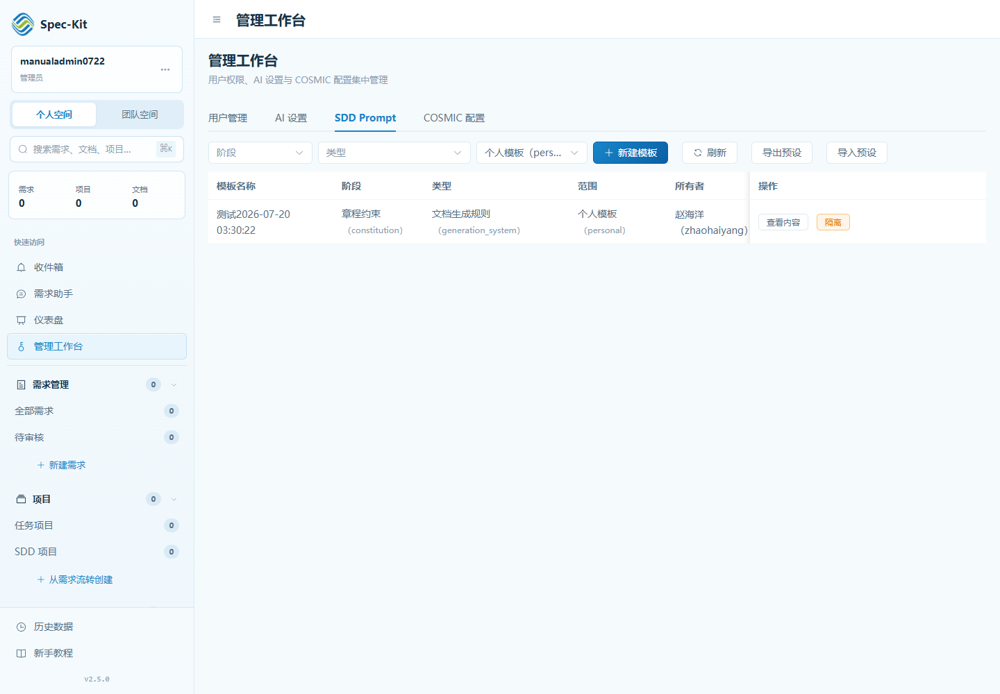 Spec-Kit
管理工作台
manualadmin0722
管理员
个人空间
团队空间
搜索需求、文档、项目...
⌘K
需求
项目
文档
0
0
0
快速访问
收件箱
需求助手
仪表盘
管理工作台
需求管理
0
全部需求
0
待审核
0
新建需求
项目
0
任务项目
0
SDD 项目
0
从需求流转创建
历史数据
新手教程
v2.5.0
管理工作台
用户权限、AI 设置与 COSMIC 配置集中管理
用户管理
AI 设置
SDD Prompt
COSMIC 配置
阶段
类型
个人模板（pers...
新建模板
刷新
导出预设
导入预设
模板名称
阶段
类型
范围
所有者
操作
测试2026-07-20
03:30:22
章程约束
（constitution）
文档生成规则
（generation_system）
个人模板
（personal）
赵海洋
（zhaohaiyang）
查看内容
隔离